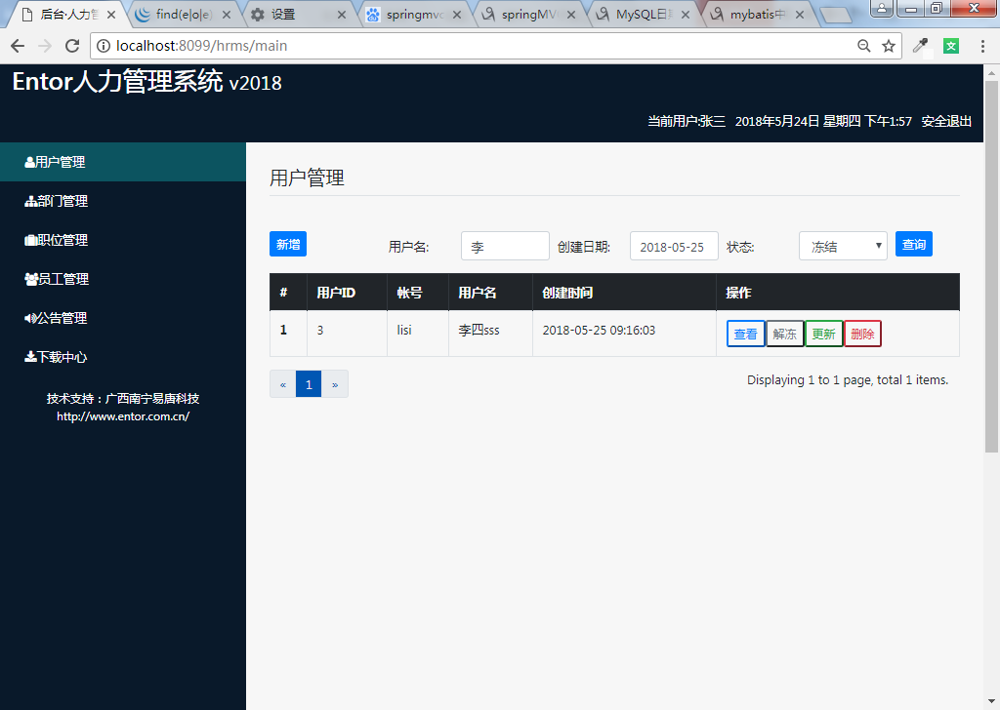 后台·人力管
find(e|o|e)
设置
springmvc
springMV
MySQL日
mybatis中
localhost:8099/hrms/main
Entor人力管理系统 v2018
当前用户:张三 2018年5月24日 星期四 下午1:57 安全退出
用户管理
部门管理
职位管理
员工管理
公告管理
下载中心
技术支持：广西南宁易唐科技
http://www.entor.com.cn/
用户管理
新增 用户名: 李 创建日期: 2018-05-25 状态: 冻结 查询
# 用户ID 帐号 用户名 创建时间 操作
1 3 lisi 李四sss 2018-05-25 09:16:03 查看 解冻 更新 删除
« 1 »
Displaying 1 to 1 page, total 1 items.